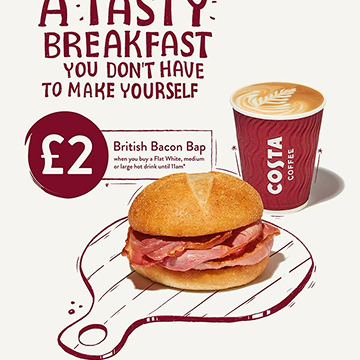 A TASTY
BREAKFAST
YOU DON'T HAVE
TO MAKE YOURSELF
£2
British Bacon Bap
when you buy a Flat White, medium
or large hot drink until 11am*
COSTA
COFFEE